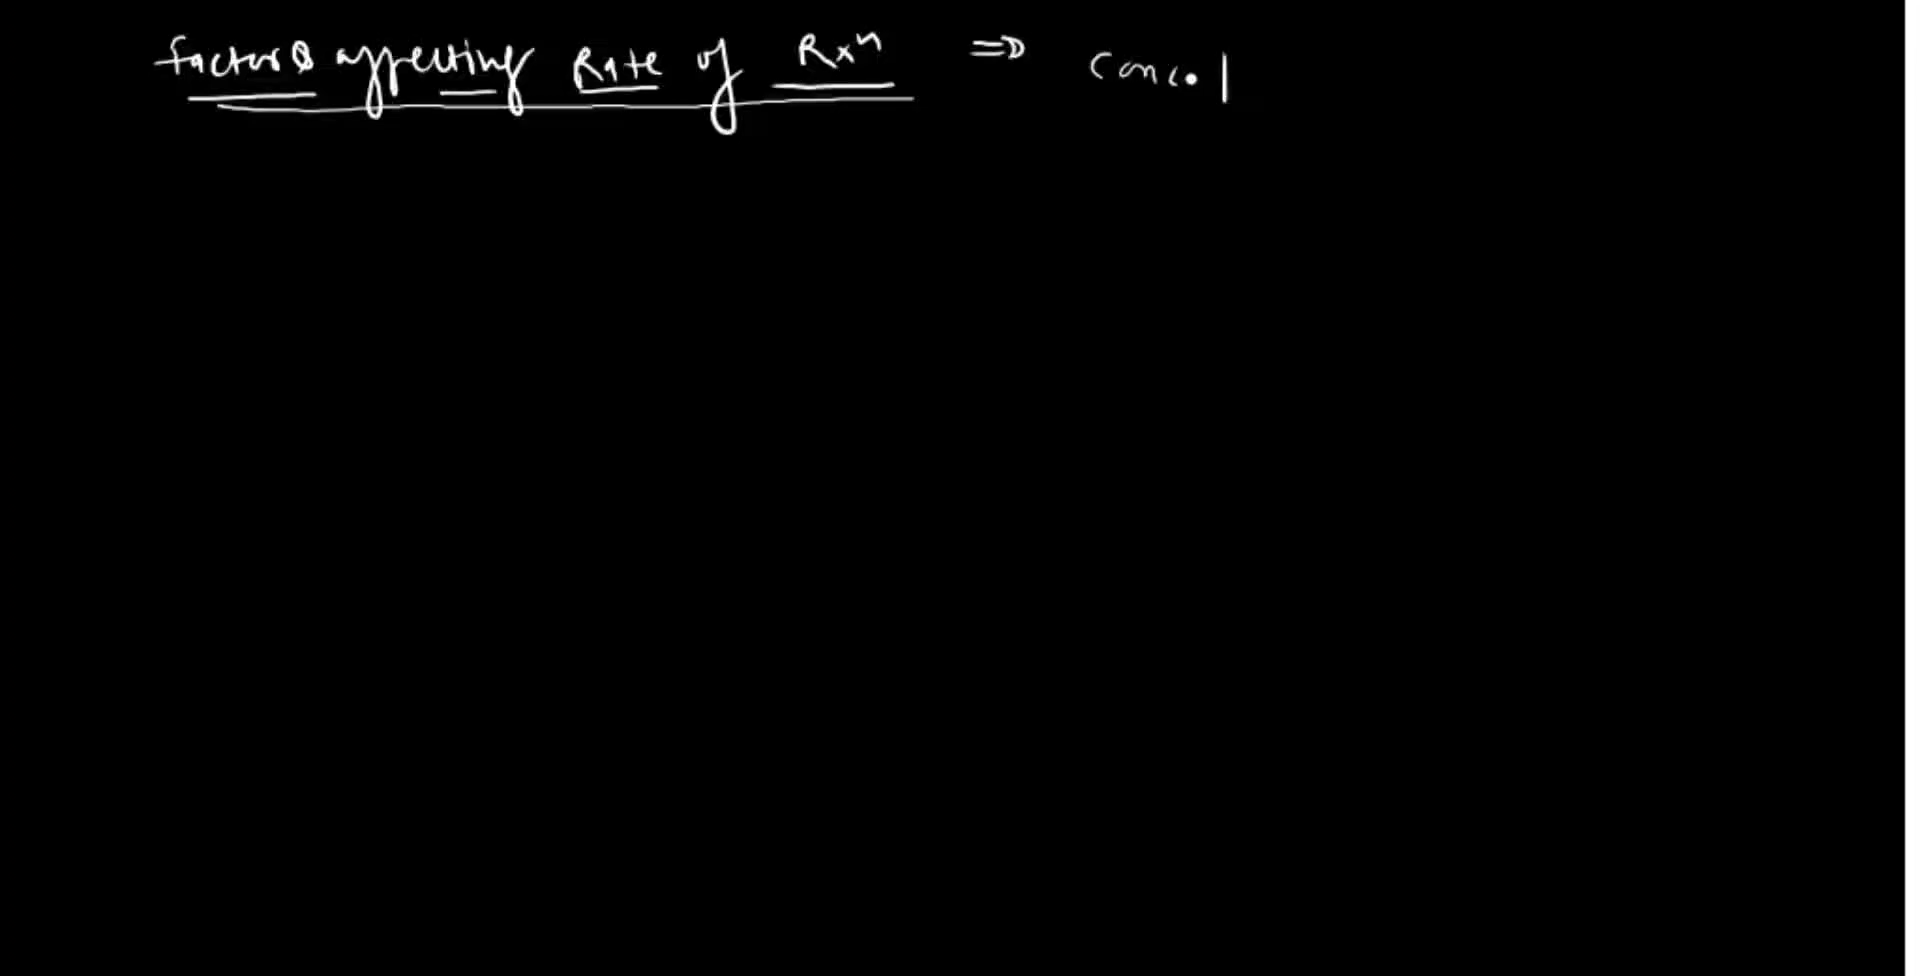 factors affecting Rate of Rxn ⇒ conc. |